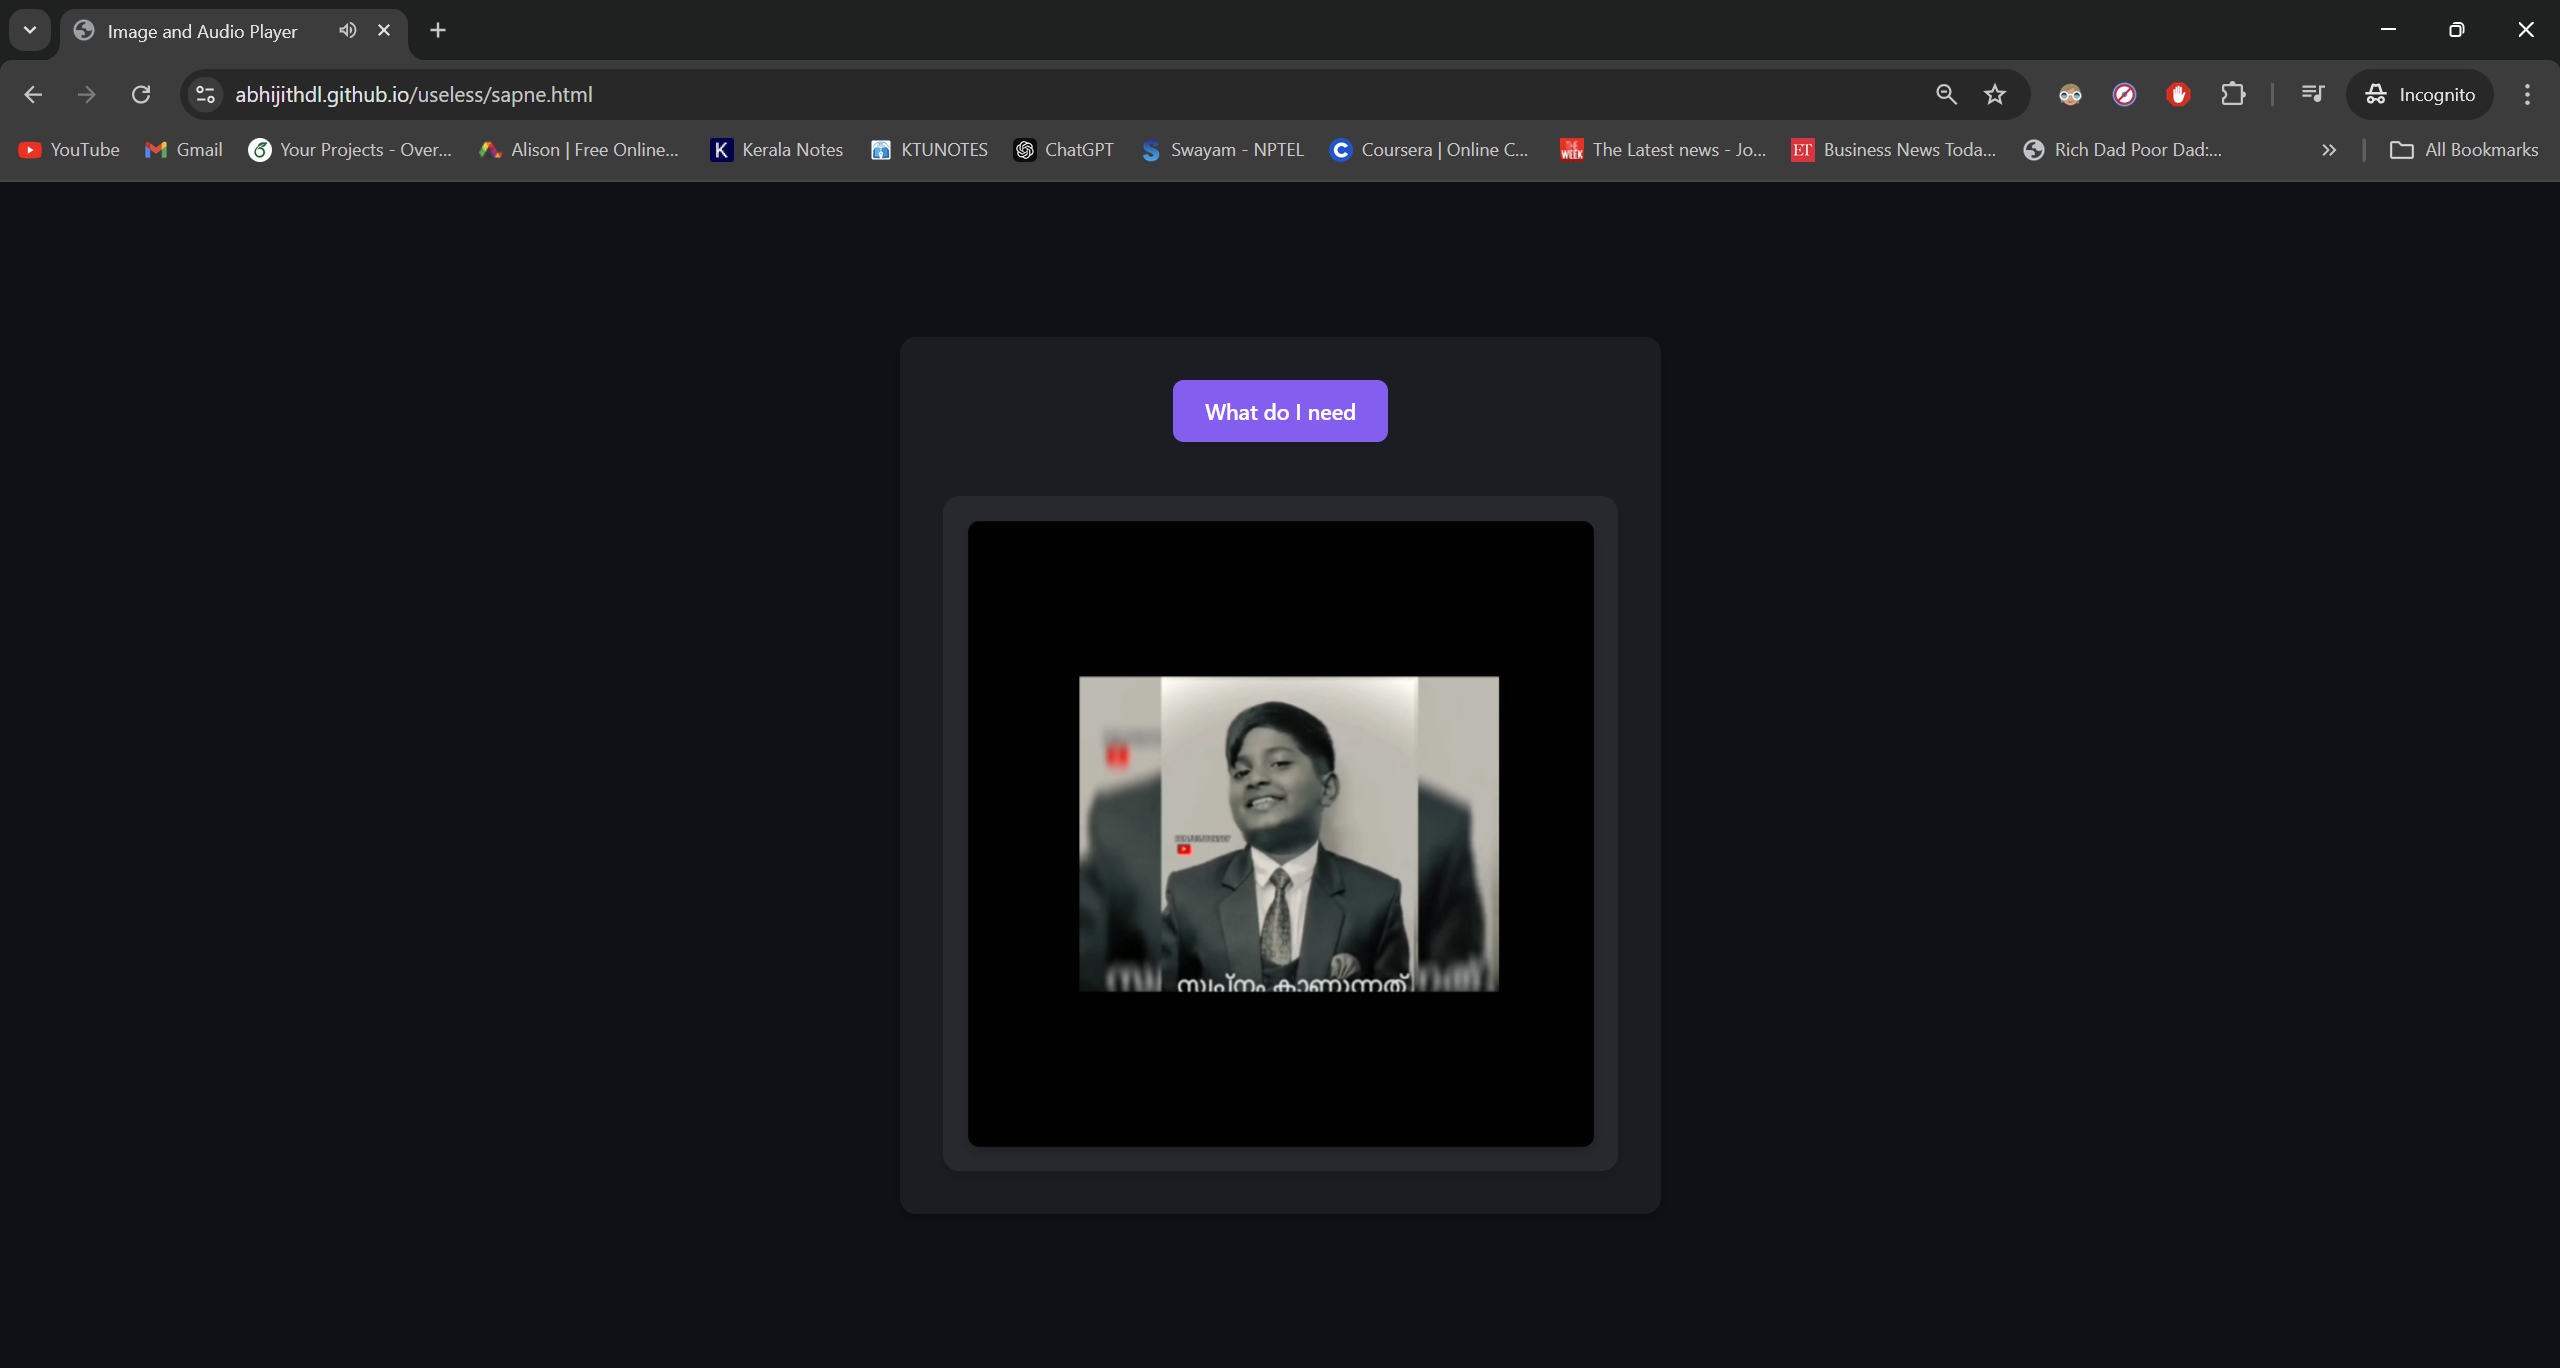 Image and Audio Player
abhijithdl.github.io/useless/sapne.html
Incognito
YouTube
Gmail
Your Projects - Over...
Alison | Free Online...
Kerala Notes
KTUNOTES
ChatGPT
Swayam - NPTEL
Coursera | Online C...
The Latest news - Jo...
Business News Toda...
Rich Dad Poor Dad:...
All Bookmarks
What do I need
സ്വപ്നം കാണുന്നത്